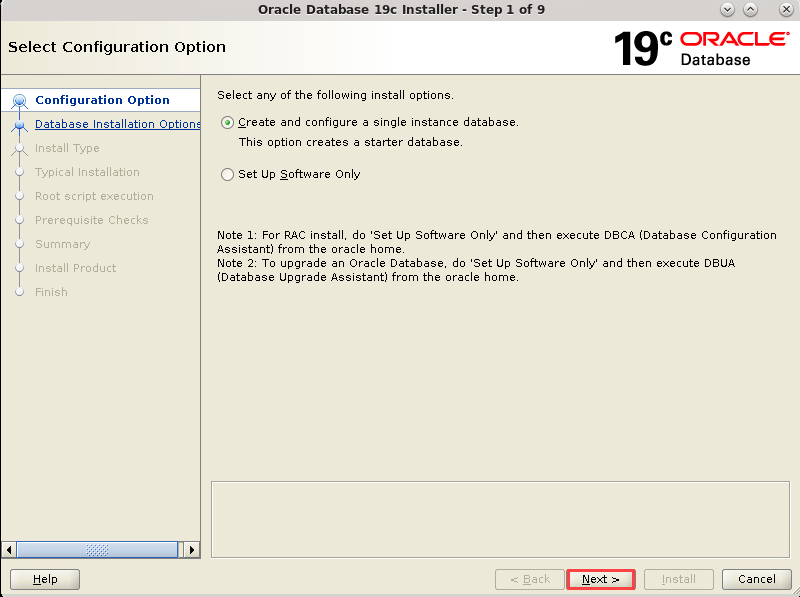 Oracle Database 19c Installer - Step 1 of 9
Select Configuration Option
19c ORACLE
Database
Configuration Option
Database Installation Options
Install Type
Typical Installation
Root script execution
Prerequisite Checks
Summary
Install Product
Finish
Select any of the following install options.
Create and configure a single instance database.
This option creates a starter database.
Set Up Software Only
Note 1: For RAC install, do 'Set Up Software Only' and then execute DBCA (Database Configuration
Assistant) from the oracle home.
Note 2: To upgrade an Oracle Database, do 'Set Up Software Only' and then execute DBUA
(Database Upgrade Assistant) from the oracle home.
Help
< Back
Next >
Install
Cancel